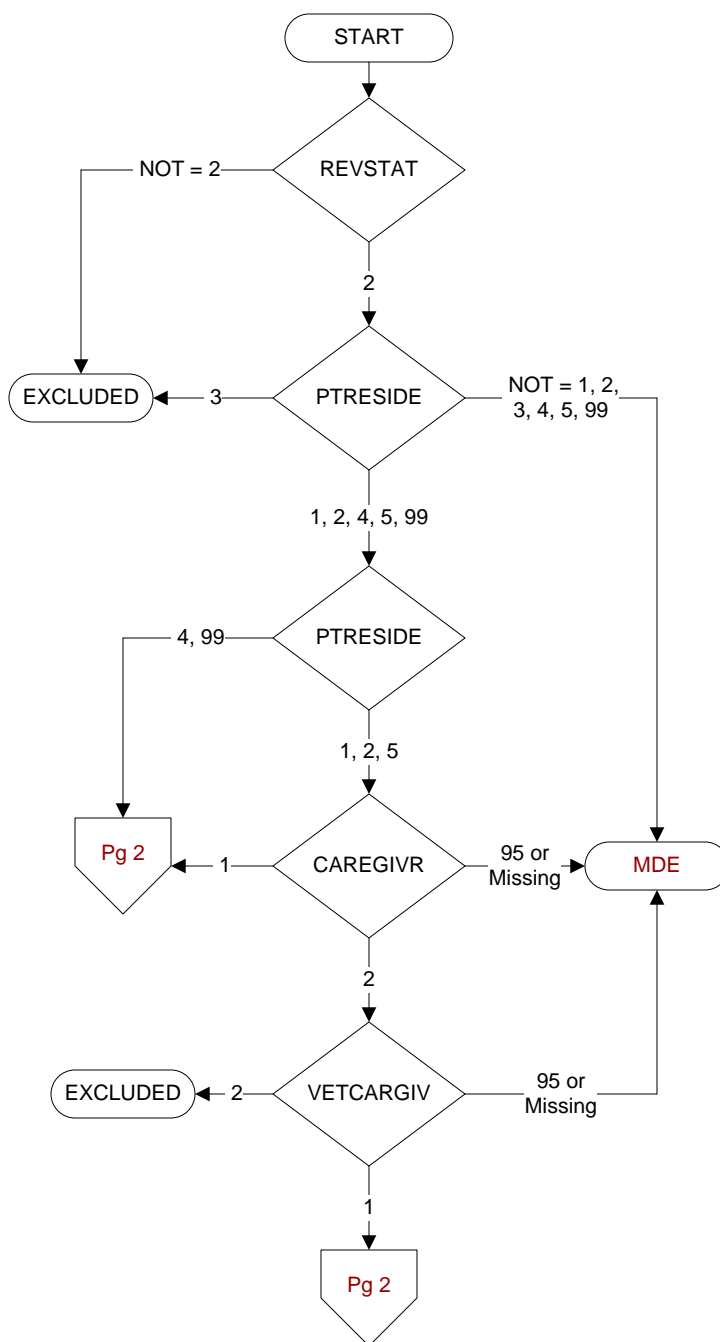 START
REVSTAT
NOT = 2
2
EXCLUDED
3
PTRESIDE
NOT = 1, 2,
3, 4, 5, 99
1, 2, 4, 5, 99
PTRESIDE
4, 99
1, 2, 5
Pg 2
1
CAREGIVR
95 or
Missing
MDE
2
EXCLUDED
2
VETCARGIV
95 or
Missing
1
Pg 2